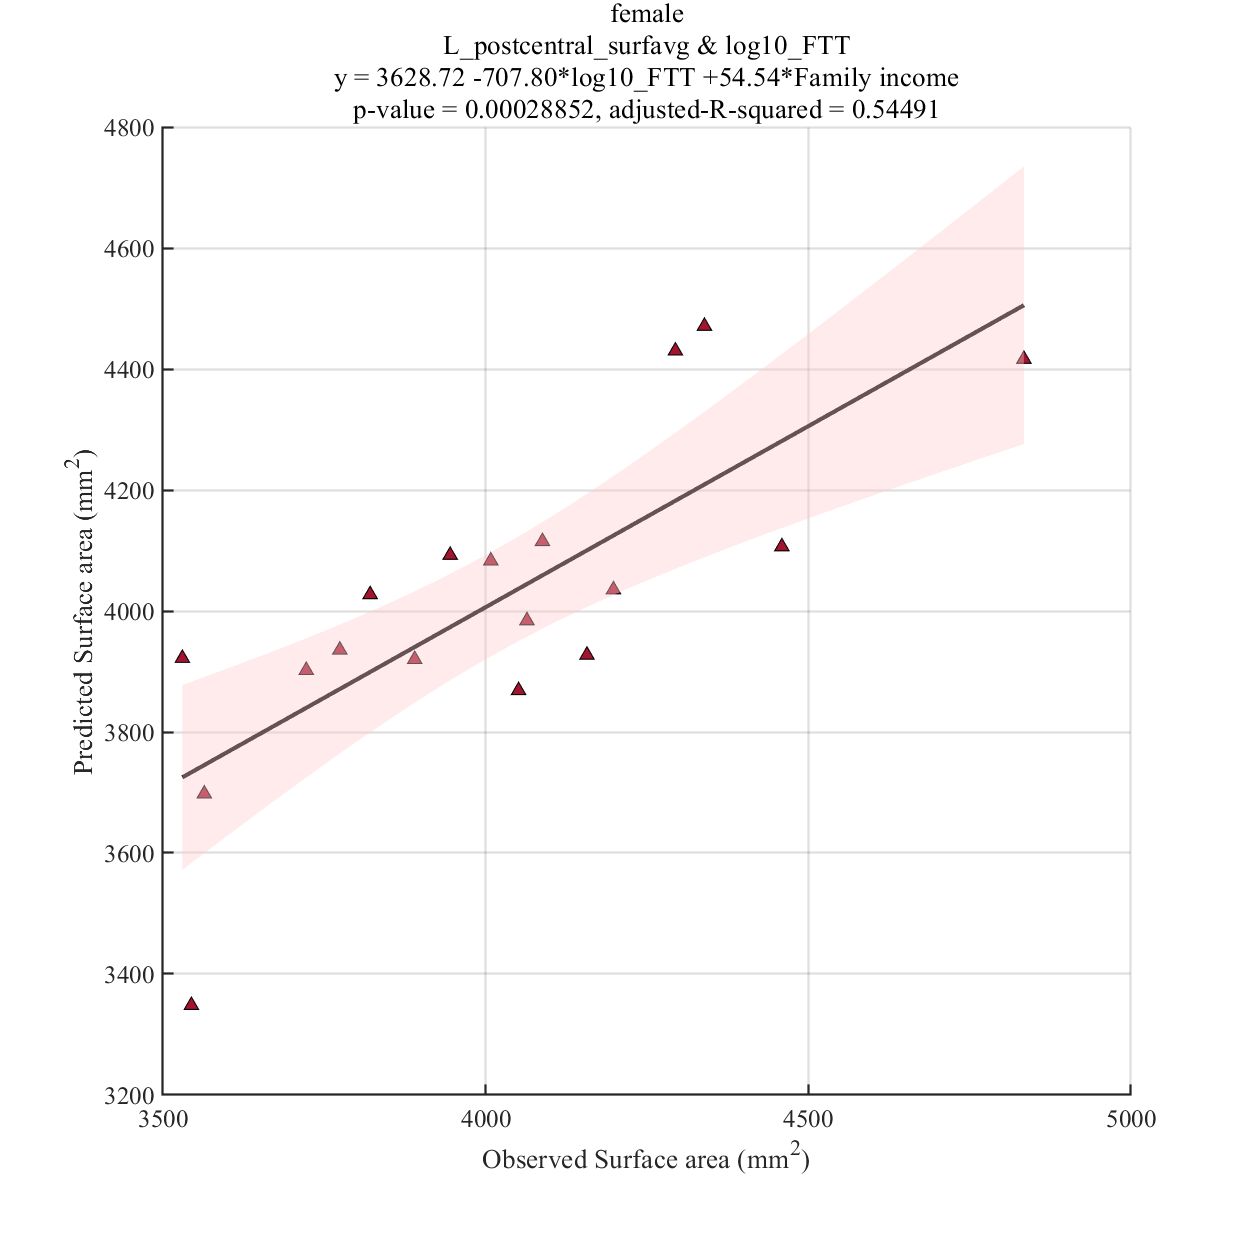 female
L_postcentral_surfavg & log10_FTT
y = 3628.72 -707.80*log10_FTT +54.54*Family income
p-value = 0.00028852, adjusted-R-squared = 0.54491
4800
4600
4400
4200
4000
3800
3600
3400
3200
Predicted Surface area (mm²)
3500 4000 4500 5000
Observed Surface area (mm²)